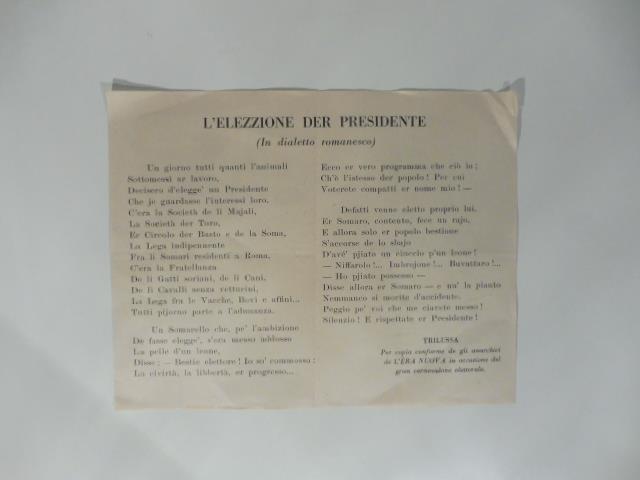 L'ELEZZIONE DER PRESIDENTE
(In dialetto romanesco)
Un giorno tutti quanti l'animali
Sottomessi ar lavoro,
Decisero d'elegge' un Presidente
Che je guardasse l'interessi loro.
C'era la Società de li Majali,
La Società der Toro,
Er Circolo der Basto e de la Soma,
La Lega indipennente
Fra li Somari residenti a Roma,
C'era la Fratellanza
De li Gatti soriani, de li Cani,
De li Cavalli senza vetturini,
La Lega fra le Vacche, Bovi e affini...
Tutti pijorno parte a l'adunanza.
Un Somarello che, pe' l'ambizione
De fasse elegge', s'era messo addosso
La pelle d'un leone,
Disse; — Bestie elettore! Io so' commosso:
La civirtà, la libbertà, er progresso...
Ecco er vero programma che ciò io;
Ch'è l'istesso der popolo! Per cui
Voterete compatti er nome mio! —
Defatti venne eletto proprio lui.
Er Somaro, contento, fece un rajo,
E allora solo er popolo bestione
S'accorse de lo sbajo
D'avé' pijato un ciuccio p'un leone!
— Niffarolo!... Imbrojone!... Buvattaro!...
— Ho pijato possesso —
Disse allora er Somaro — e nu' la pianto
Nemmanco si morite d'accidente.
Peggio pe' voi che me ciarete messo!
Silenzio! E rispettate er Presidente!
TRILUSSA
Per copia conforme de gli anarchici
de L'ÈRA NUOVA in occasione del
gran carnevalone elettorale.